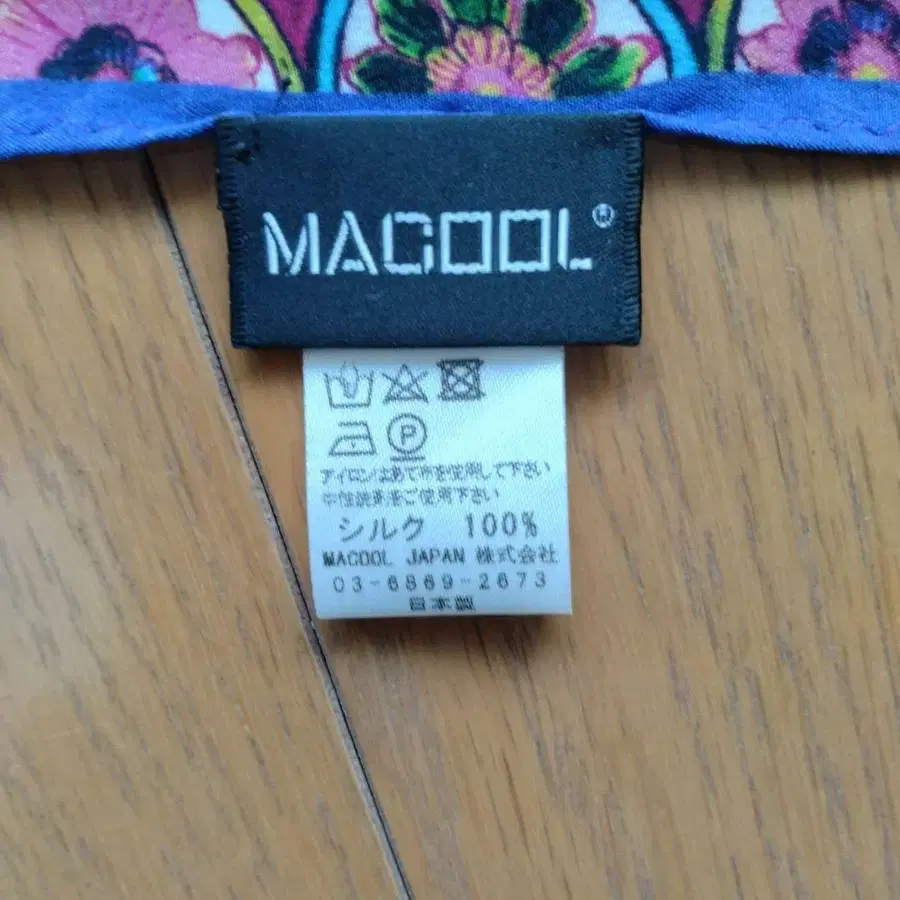 MACOOL®
P
アイロンはあて布を使用して下さい
中性洗剤をご使用下さい
シルク 100%
MACOOL JAPAN 株式会社
03-6869-2673
日本製